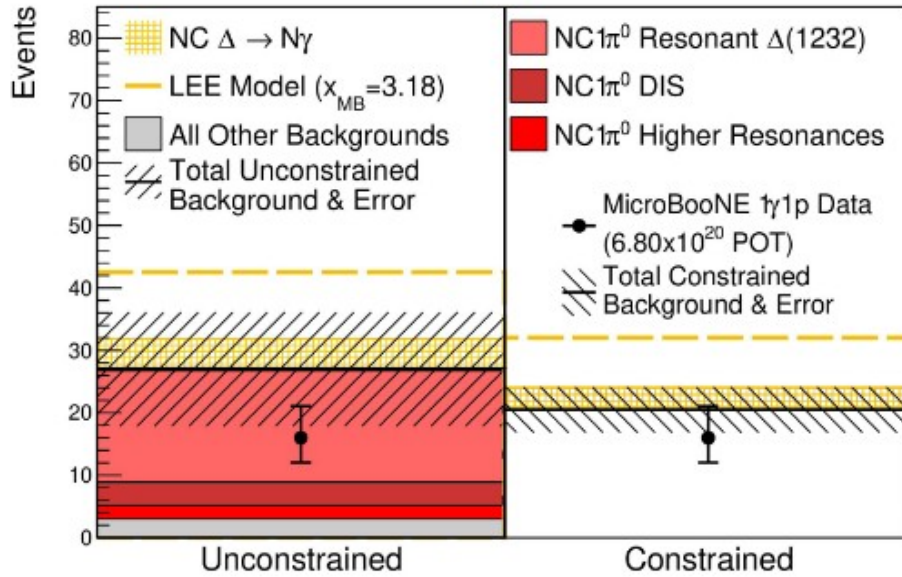 Events
80
70
60
50
40
30
20
10
0
NC Δ → Nγ
LEE Model (x_MB=3.18)
All Other Backgrounds
Total Unconstrained
Background & Error
NC1π⁰ Resonant Δ(1232)
NC1π⁰ DIS
NC1π⁰ Higher Resonances
MicroBooNE 1γ1p Data
(6.80x10²⁰ POT)
Total Constrained
Background & Error
Unconstrained
Constrained